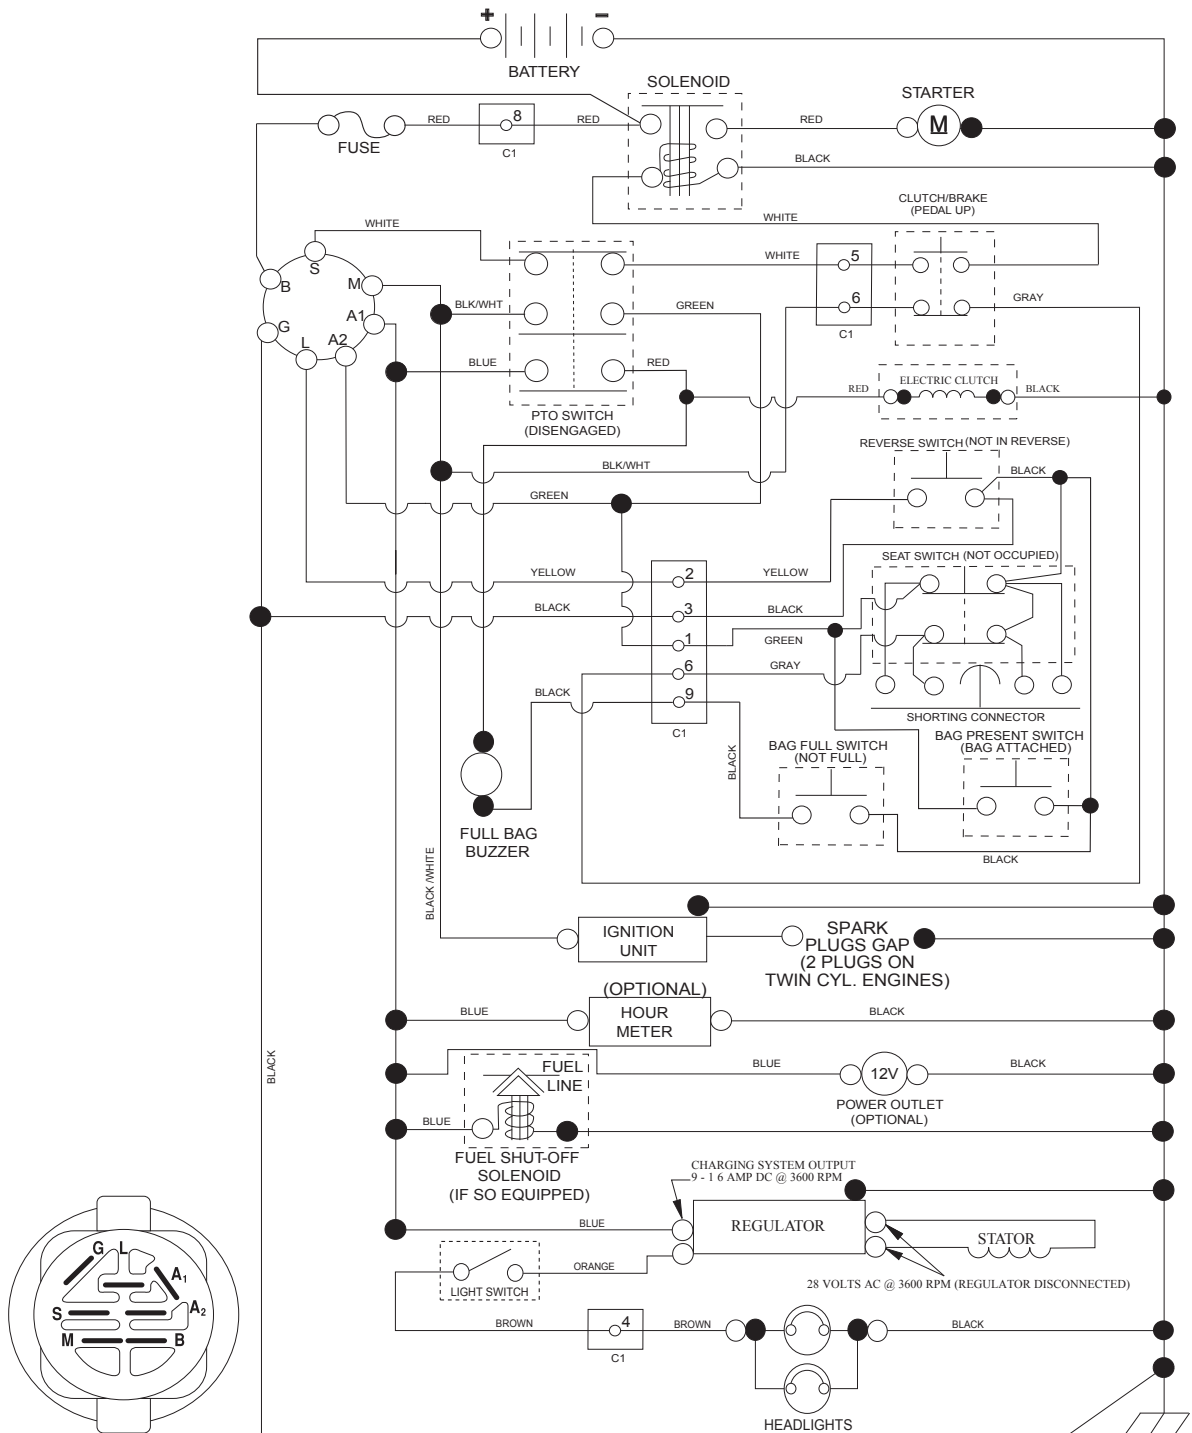 + −
BATTERY
SOLENOID
STARTER
RED
8
RED
RED
M
FUSE
C1
BLACK
CLUTCH/BRAKE
(PEDAL UP)
WHITE
WHITE
S
WHITE
5
B
M
BLK/WHT
GREEN
6
GRAY
G
A1
C1
L
A2
BLUE
RED
ELECTRIC CLUTCH
RED
BLACK
PTO SWITCH
(DISENGAGED)
REVERSE SWITCH (NOT IN REVERSE)
BLK/WHT
BLACK
GREEN
SEAT SWITCH (NOT OCCUPIED)
YELLOW
2
YELLOW
BLACK
3
BLACK
1
GREEN
6
GRAY
BLACK
9
SHORTING CONNECTOR
C1
BLACK
BAG FULL SWITCH
(NOT FULL)
BAG PRESENT SWITCH
(BAG ATTACHED)
FULL BAG
BUZZER
BLACK
BLACK /WHITE
IGNITION
UNIT
SPARK
PLUGS GAP
(2 PLUGS ON
TWIN CYL. ENGINES)
(OPTIONAL)
BLUE
HOUR
METER
BLACK
BLACK
FUEL
LINE
BLUE
12V
BLACK
POWER OUTLET
(OPTIONAL)
BLUE
FUEL SHUT-OFF
SOLENOID
(IF SO EQUIPPED)
CHARGING SYSTEM OUTPUT
9 - 1 6 AMP DC @ 3600 RPM
BLUE
REGULATOR
STATOR
ORANGE
LIGHT SWITCH
28 VOLTS AC @ 3600 RPM (REGULATOR DISCONNECTED)
G L
A1
S
A2
M
B
BROWN
4
BROWN
BLACK
C1
HEADLIGHTS